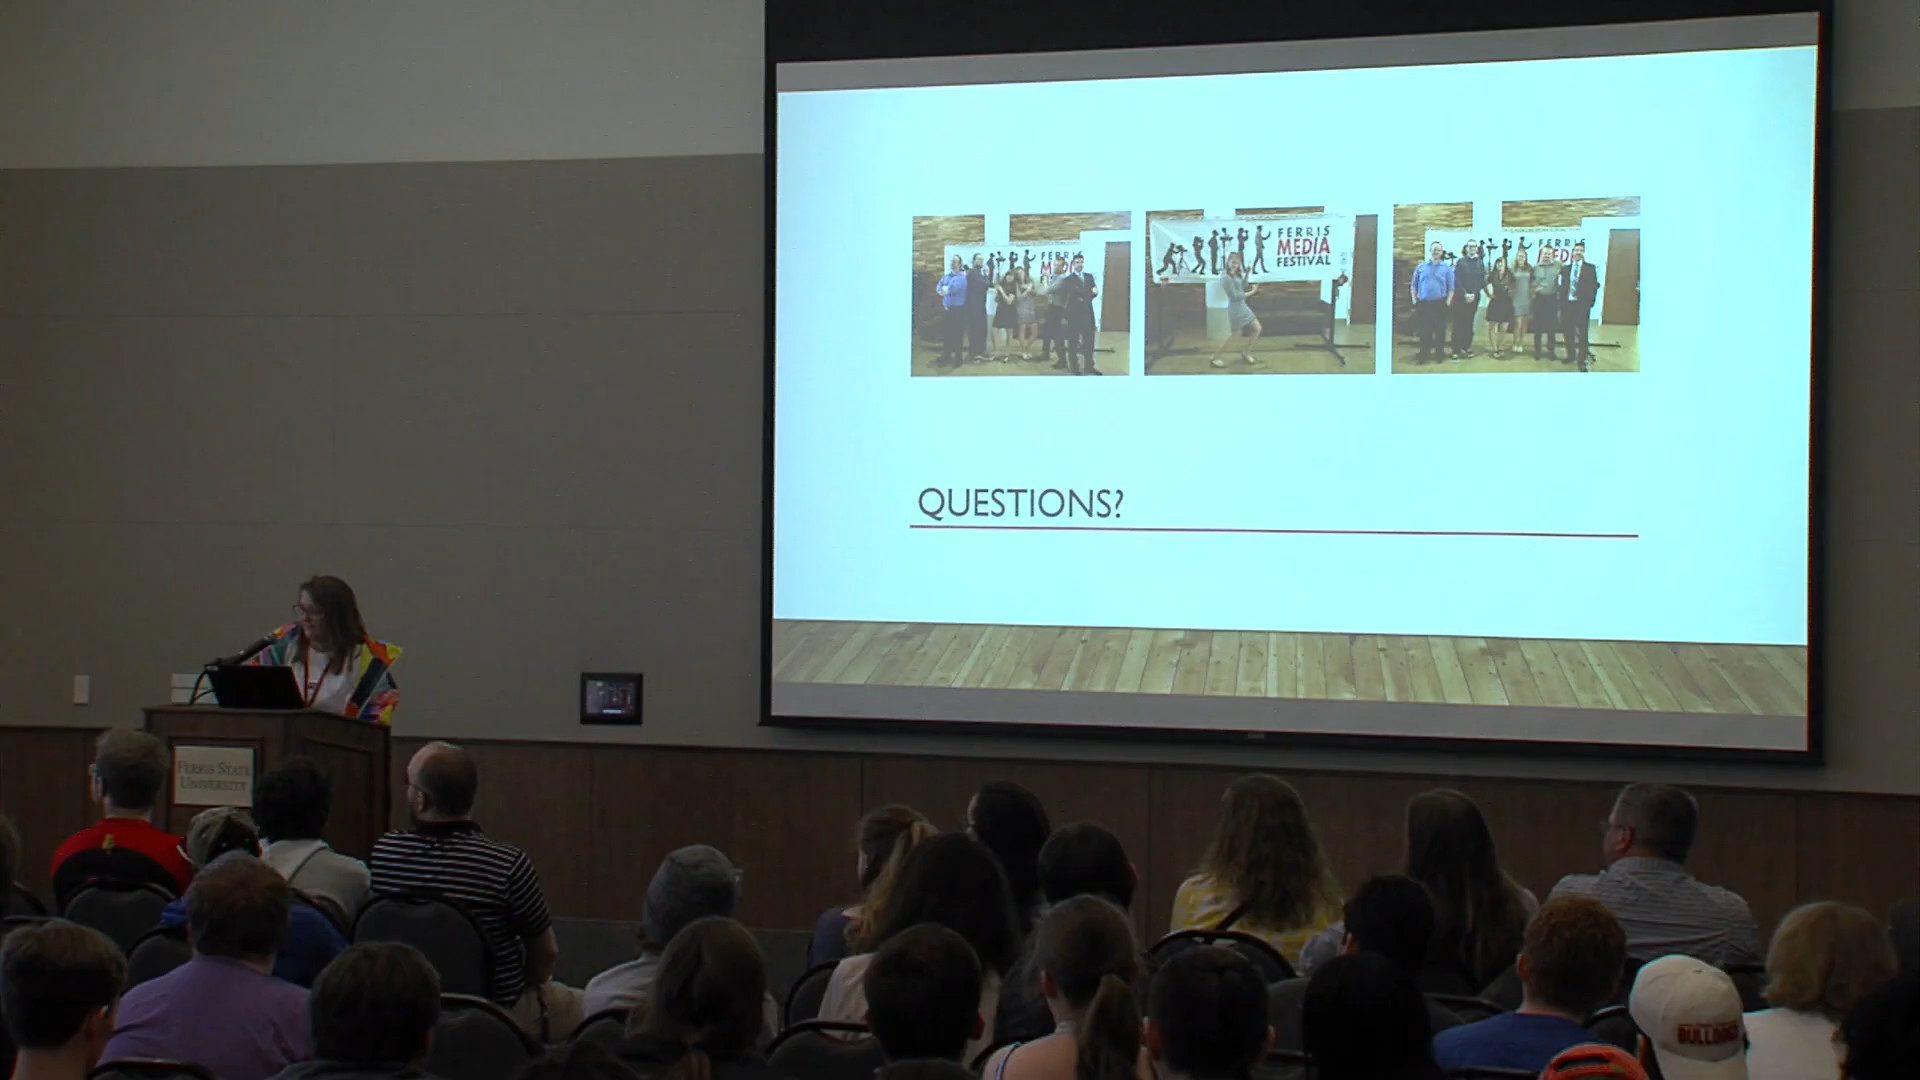 FERRIS
MEDIA
FERRIS
MEDIA
FESTIVAL
FERRIS
MEDIA
QUESTIONS?
FERRIS STATE
UNIVERSITY
BULLDOGS